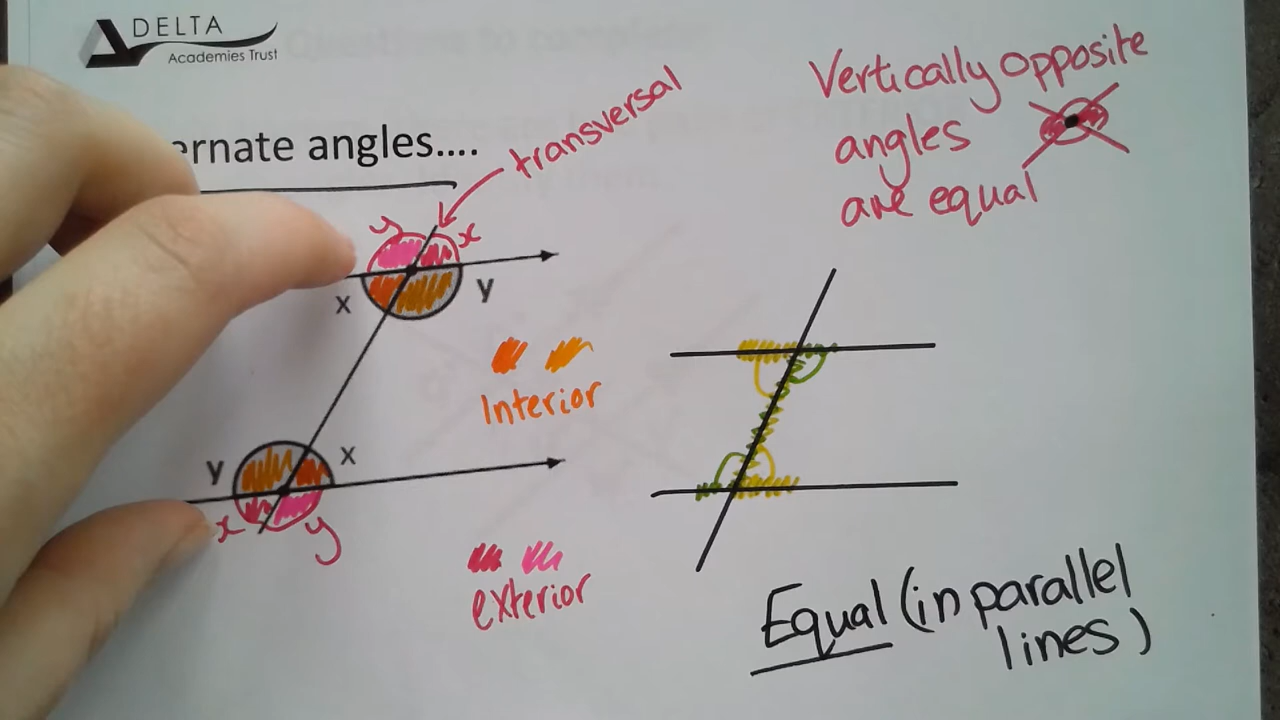 DELTA
Academies Trust
ernate angles....
transversal
Vertically opposite
angles
are equal
y
x
x
y
Interior
y
x
x
y
exterior
Equal (in parallel
lines)